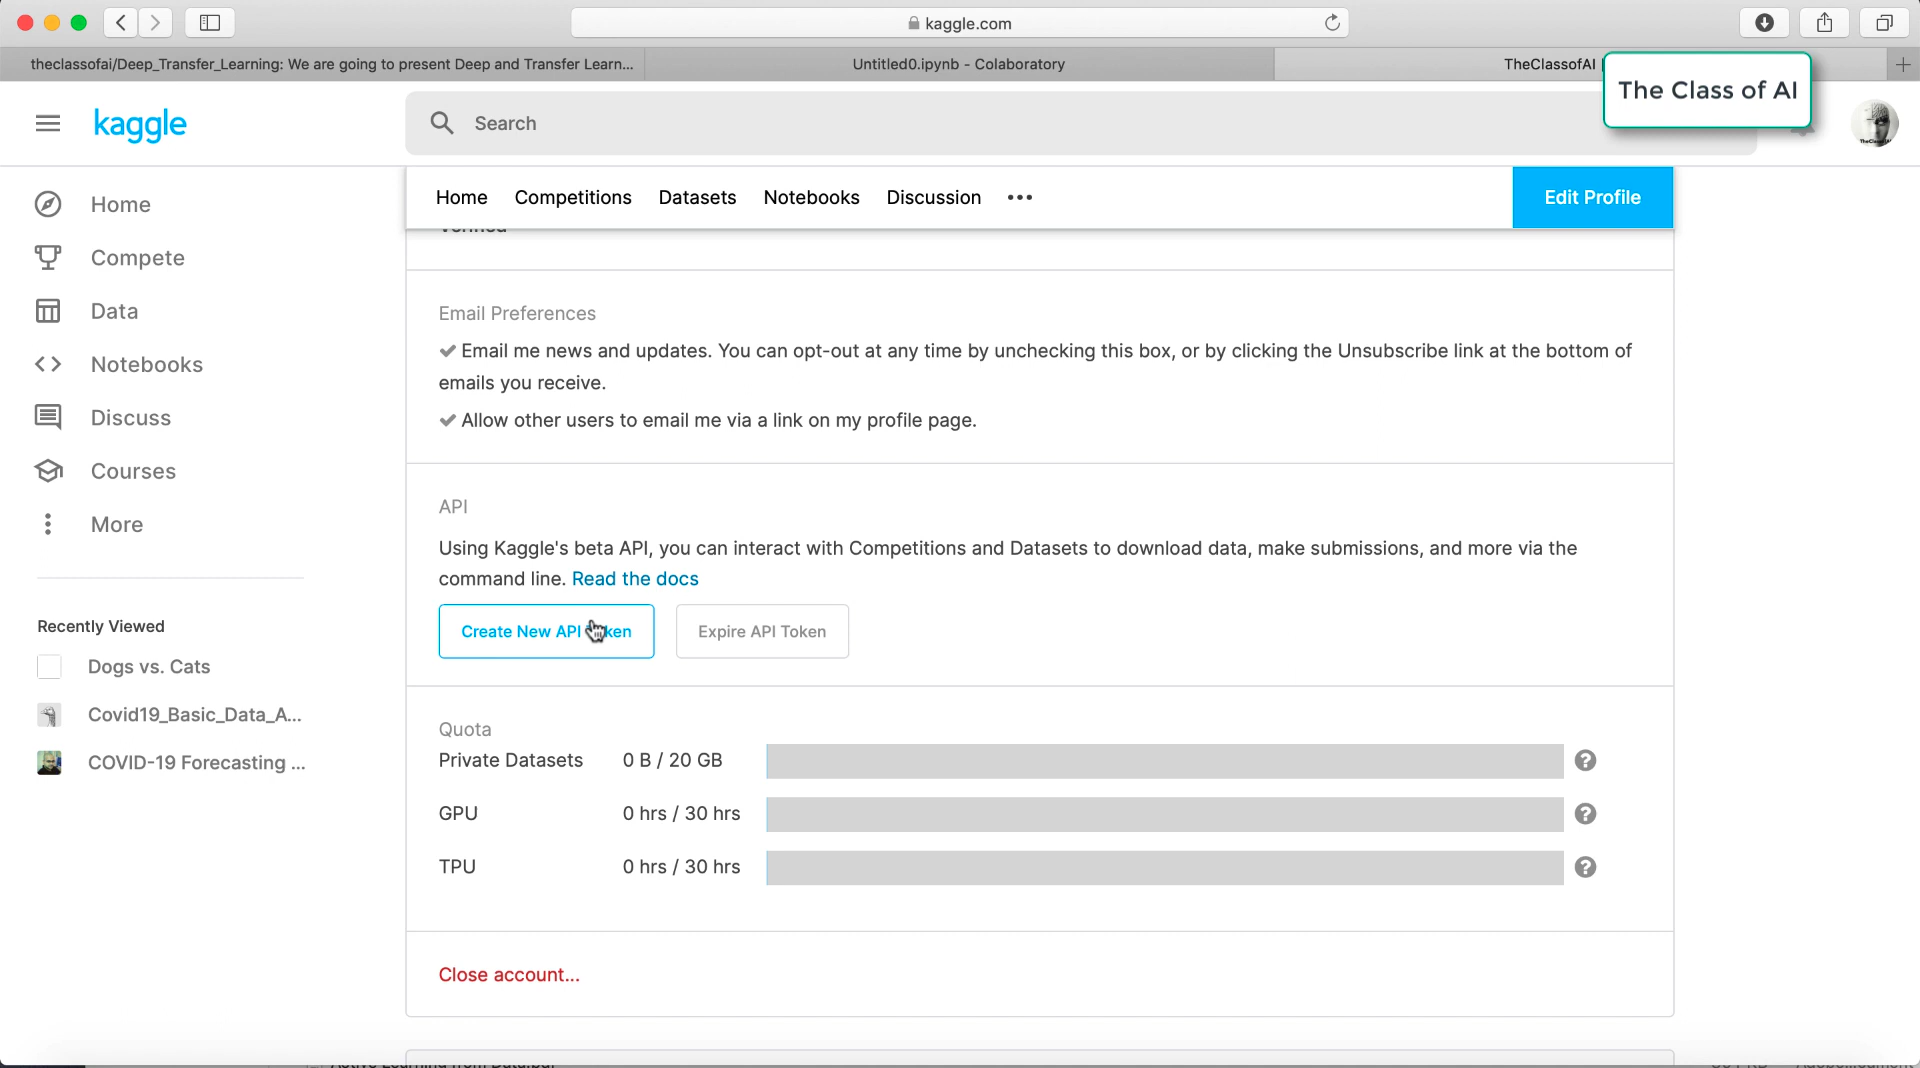 kaggle.com
theclassofai/Deep_Transfer_Learning: We are going to present Deep and Transfer Learn...
Untitled0.ipynb - Colaboratory
TheClassofAI
The Class of AI
kaggle
Search
Home
Competitions
Datasets
Notebooks
Discussion
Edit Profile
Home
Compete
Data
Notebooks
Discuss
Courses
More
Recently Viewed
Dogs vs. Cats
Covid19_Basic_Data_A...
COVID-19 Forecasting ...
Email Preferences
Email me news and updates. You can opt-out at any time by unchecking this box, or by clicking the Unsubscribe link at the bottom of
emails you receive.
Allow other users to email me via a link on my profile page.
API
Using Kaggle's beta API, you can interact with Competitions and Datasets to download data, make submissions, and more via the
command line. Read the docs
Create New API Token
Expire API Token
Quota
Private Datasets 0 B / 20 GB
GPU 0 hrs / 30 hrs
TPU 0 hrs / 30 hrs
Close account...